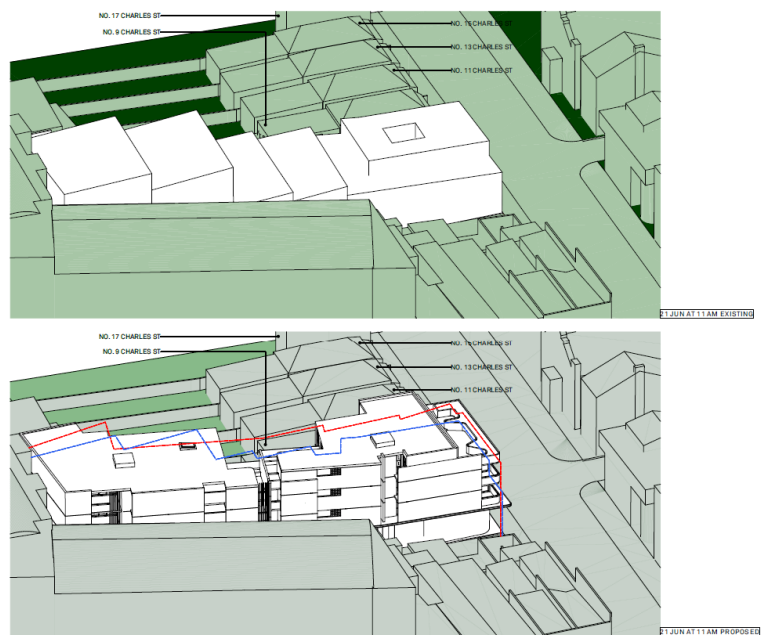 NO. 17 CHARLES ST
NO. 15 CHARLES ST
NO. 9 CHARLES ST
NO. 13 CHARLES ST
NO. 11 CHARLES ST
21 JUN AT 11 AM EXISTING
NO. 17 CHARLES ST
NO. 15 CHARLES ST
NO. 9 CHARLES ST
NO. 13 CHARLES ST
NO. 11 CHARLES ST
21 JUN AT 11 AM PROPOSED